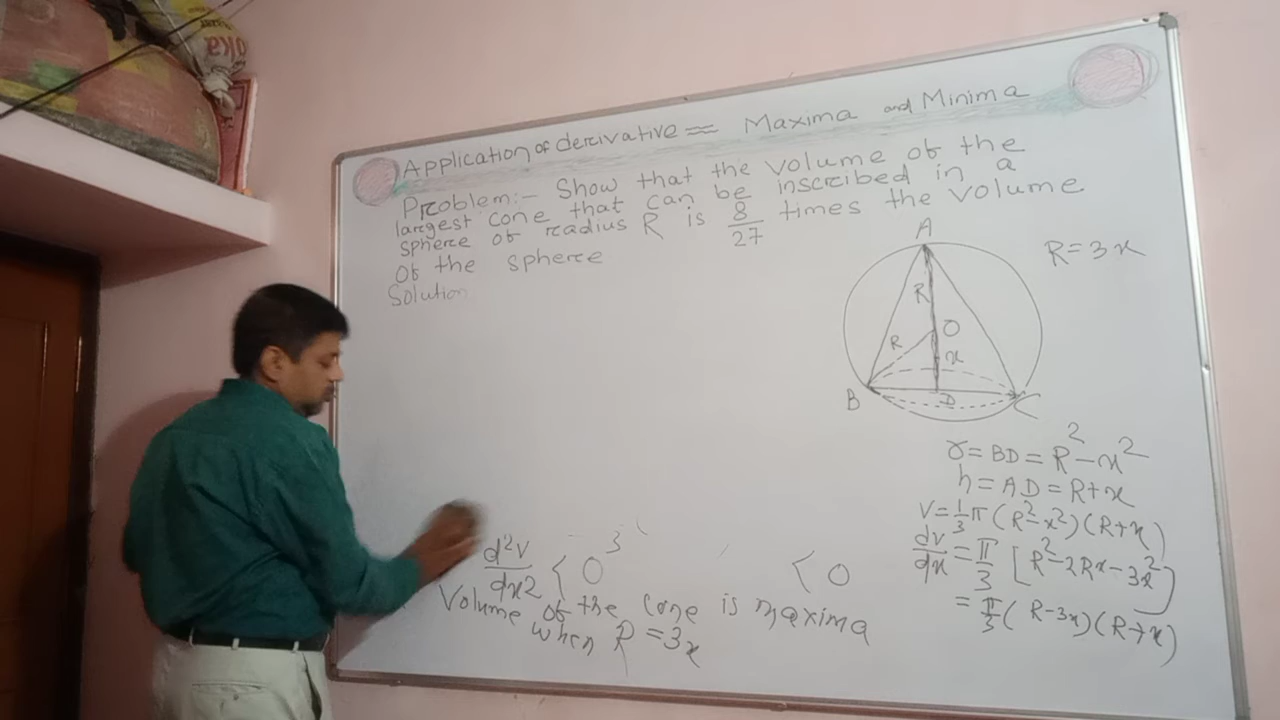 Application of derivative = Maxima and Minima
Problem:- Show that the volume of the
largest cone that can be inscribed in a
sphere of radius R is 8/27 times the volume
of the sphere
Solution
A
R = 3x
R
O
R
x
B
D
C
r = BD = R² - x²
h = AD = R + x
V = 1/3 π (R² - x²)(R + x)
dv/dx = π/3 [R² - 2Rx - 3x²]
= π/3 (R - 3x)(R + x)
d²v/dx2 < 0 3
< 0
Volume of the cone is maxima
when R = 3x